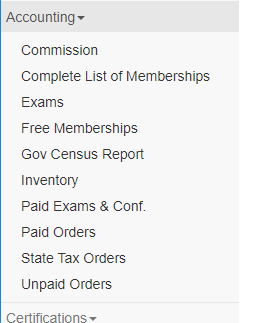 Accounting
Commission
Complete List of Memberships
Exams
Free Memberships
Gov Census Report
Inventory
Paid Exams & Conf.
Paid Orders
State Tax Orders
Unpaid Orders
Certifications